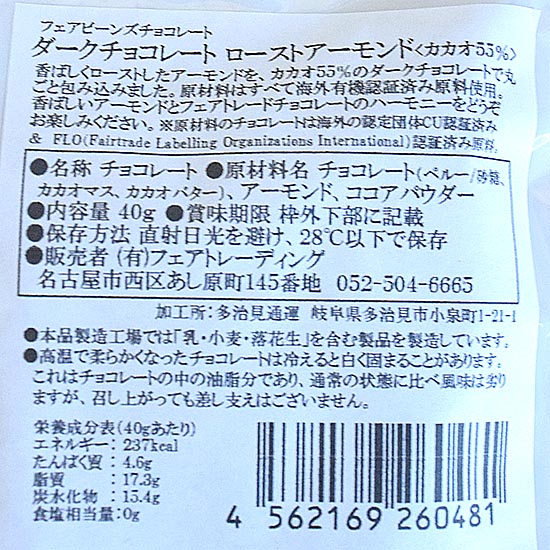 フェアビーンズチョコレート
ダークチョコレート ローストアーモンド<カカオ55%>
香ばしくローストしたアーモンドを、カカオ55%のダークチョコレートで丸
ごと包み込みました。原材料はすべて海外有機認証済み原料使用。
香ばしいアーモンドとフェアトレードチョコレートのハーモニーをどうぞ
お楽しみください。※原材料のチョコレートは海外の認定団体CU認証済み
& FLO(Fairtrade Labelling Organizations International)認証済み原料。
●名称 チョコレート ●原材料名 チョコレート(ペルー/砂糖、
カカオマス、カカオバター)、アーモンド、ココアパウダー
●内容量 40g ●賞味期限 枠外下部に記載
●保存方法 直射日光を避け、28℃以下で保存
●販売者 (有)フェアトレーディング
名古屋市西区あし原町145番地 052-504-6665
加工所:多治見通運 岐阜県多治見市小泉町1-21-1
●本品製造工場では「乳・小麦・落花生」を含む製品を製造しています。
●高温で柔らかくなったチョコレートは冷えると白く固まることがあります。
これはチョコレートの中の油脂分であり、通常の状態に比べ風味は劣り
ますが、召し上がっても差し支えはございません。
栄養成分表(40gあたり)
エネルギー:237kcal
たんぱく質:4.6g
脂質:17.3g
炭水化物:15.4g
食塩相当量:0g
4 562169 260481